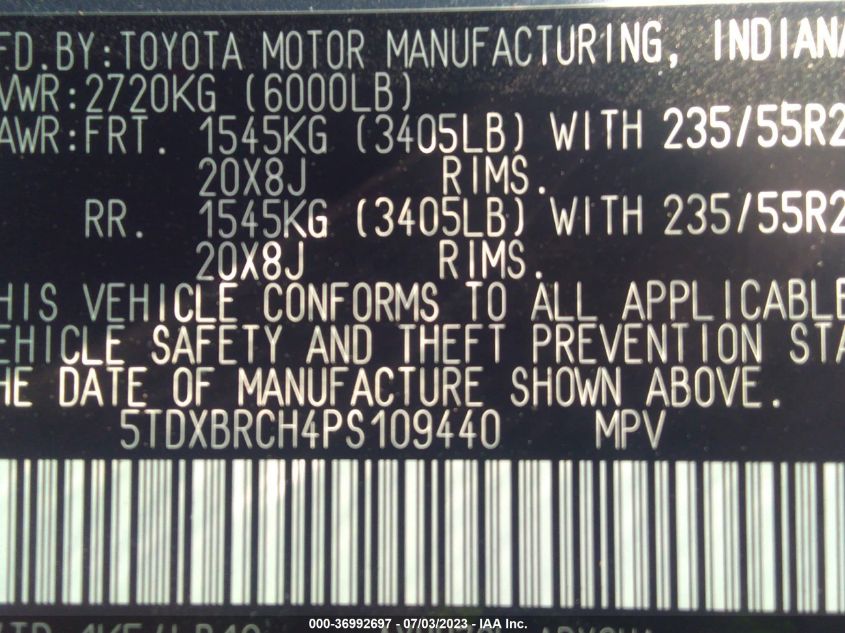 FD.BY:TOYOTA MOTOR MANUFACTURING, INDIANA
VWR:2720KG (6000LB)
AWR:FRT. 1545KG (3405LB) WITH 235/55R2
20X8J RIMS.
RR. 1545KG (3405LB) WITH 235/55R2
20X8J RIMS.
HIS VEHICLE CONFORMS TO ALL APPLICABLE
EHICLE SAFETY AND THEFT PREVENTION STA
HE DATE OF MANUFACTURE SHOWN ABOVE.
5TDXBRCH4PS109440 MPV
000-36992697 - 07/03/2023 - IAA Inc.